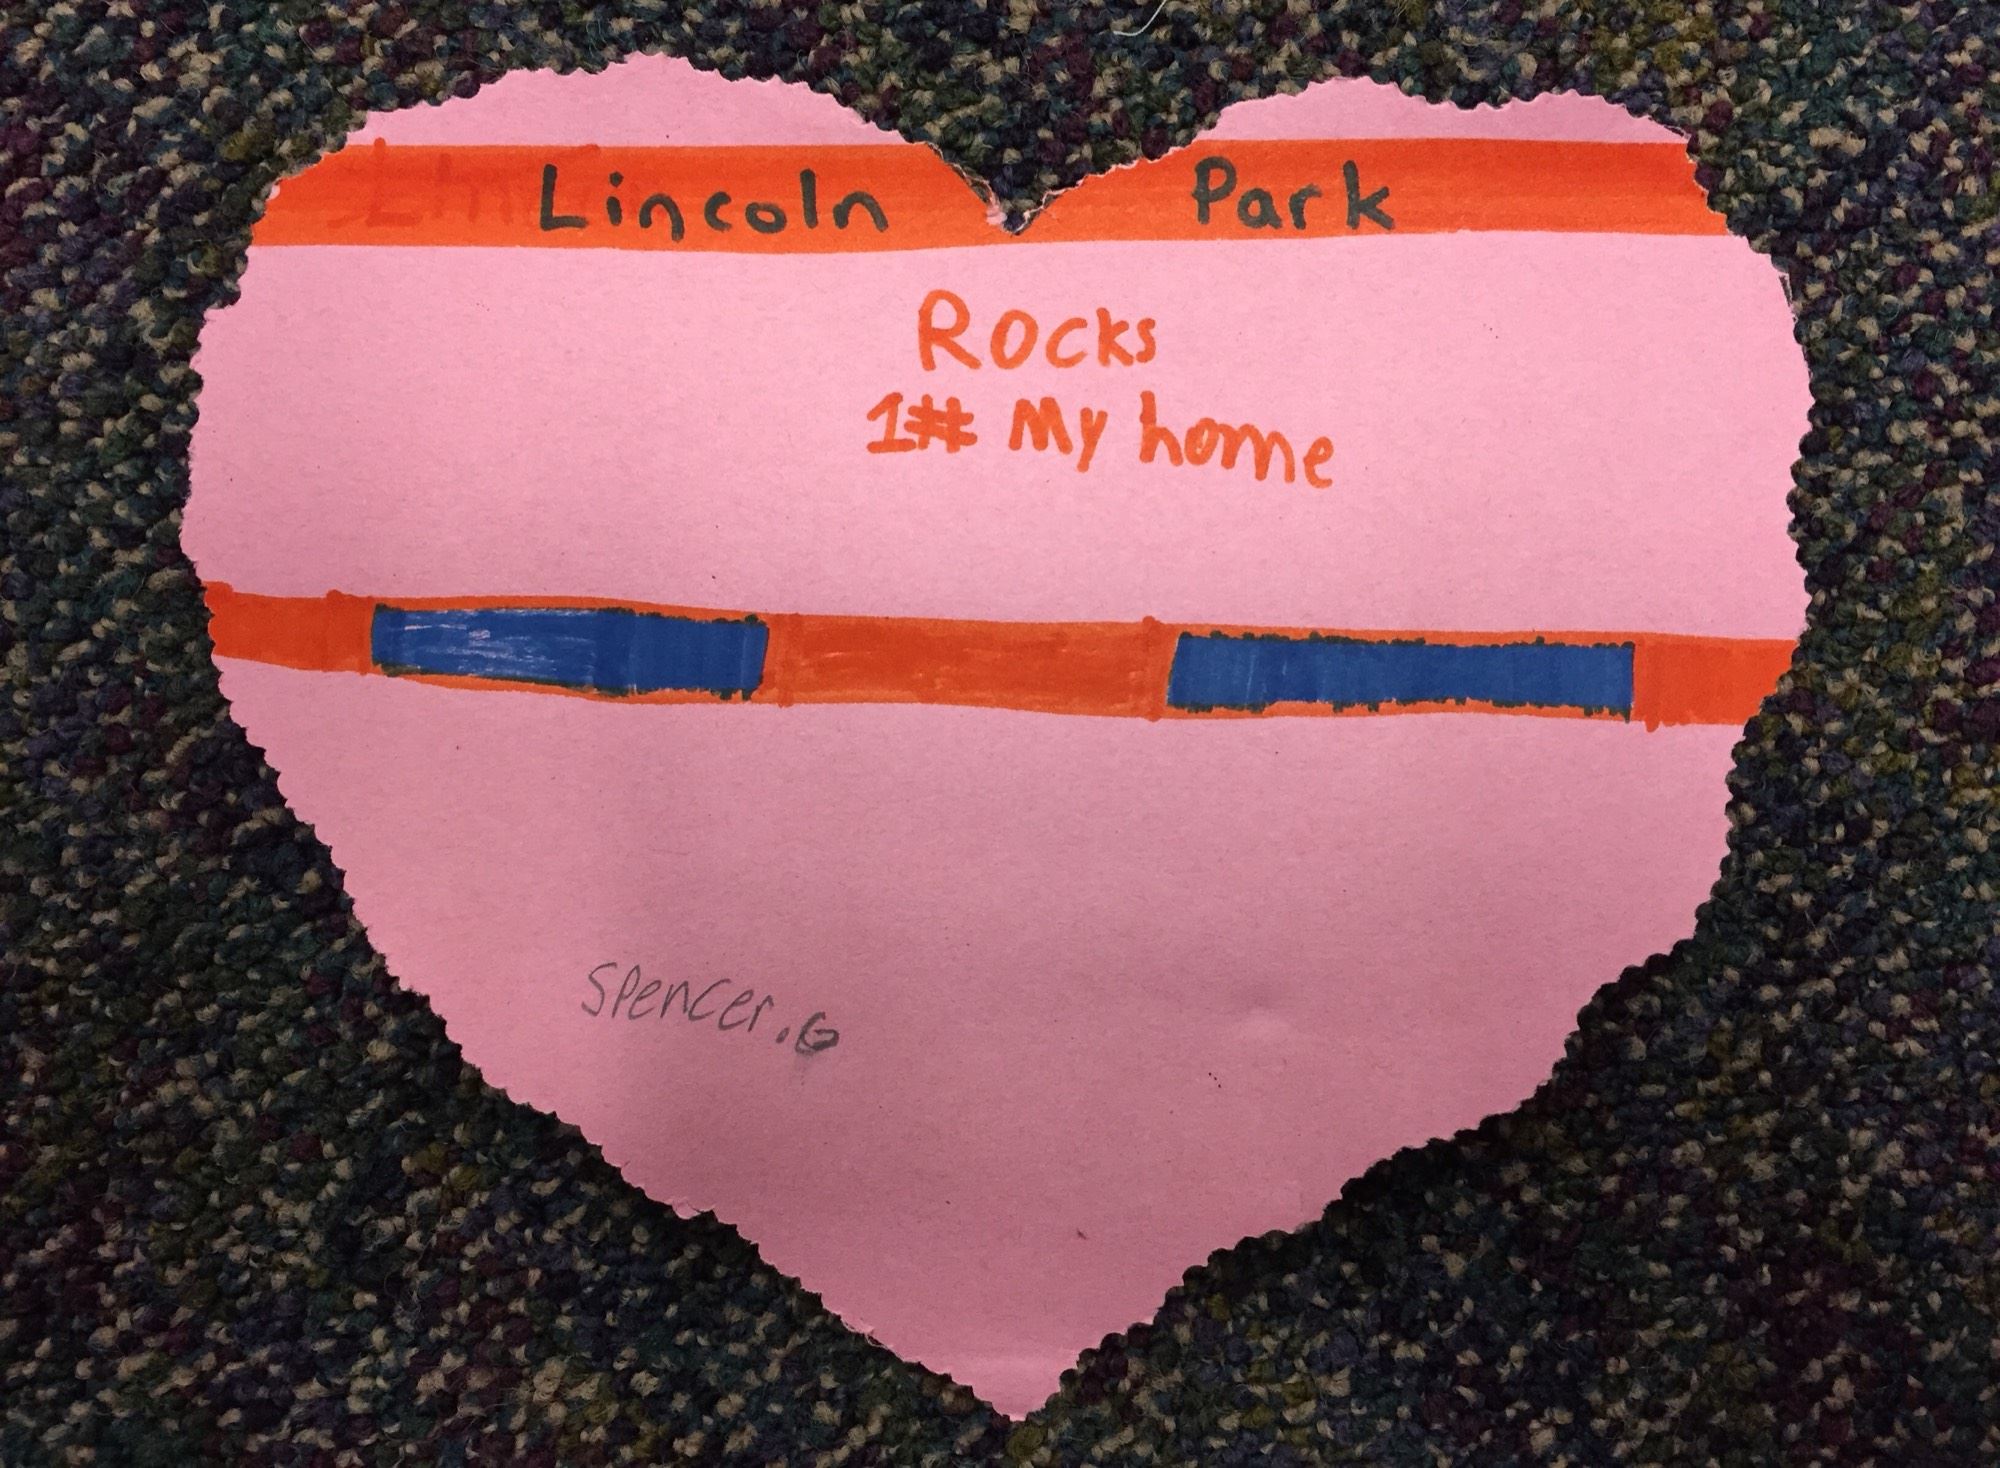 Lincoln Park
Rocks
1# My home
Spencer.G